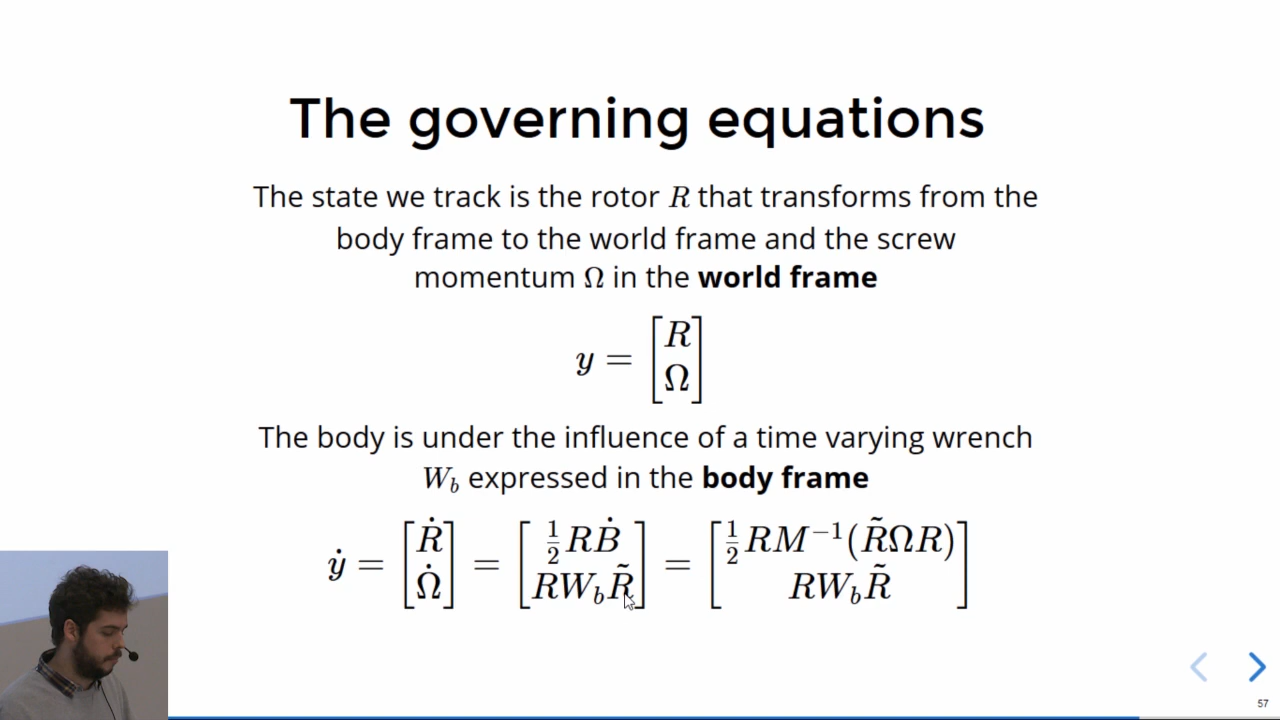 The governing equations
The state we track is the rotor R that transforms from the
body frame to the world frame and the screw
momentum Ω in the world frame
y = [R; Ω]
The body is under the influence of a time varying wrench
W_b expressed in the body frame
ẏ = [Ṙ; Ω̇] = [½RḂ; RW_bR̃] = [½RM⁻¹(R̃ΩR); RW_bR̃]
57